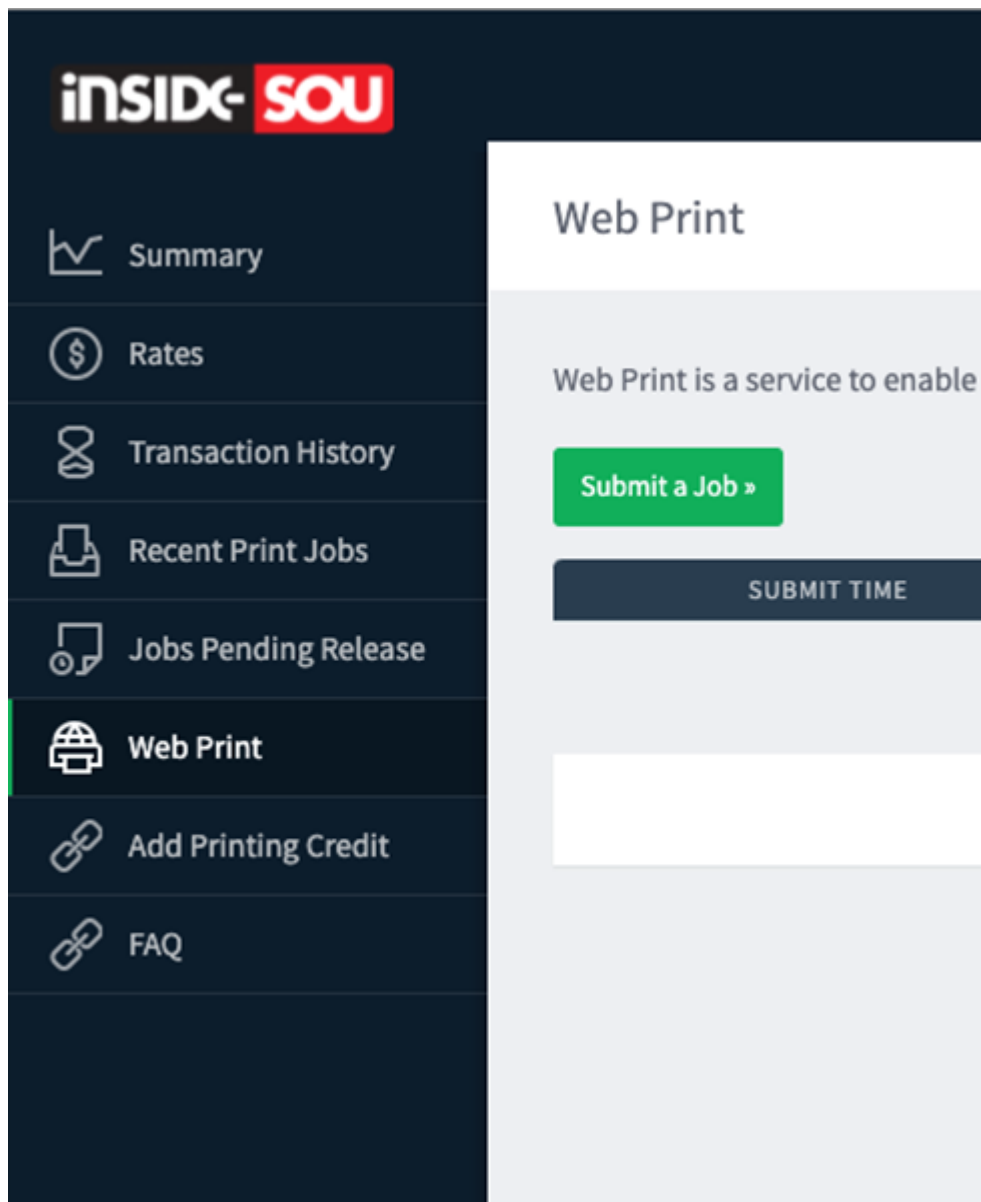 inSIDE SOU
Summary
Rates
Transaction History
Recent Print Jobs
Jobs Pending Release
Web Print
Add Printing Credit
FAQ
Web Print
Web Print is a service to enable
Submit a Job »
SUBMIT TIME